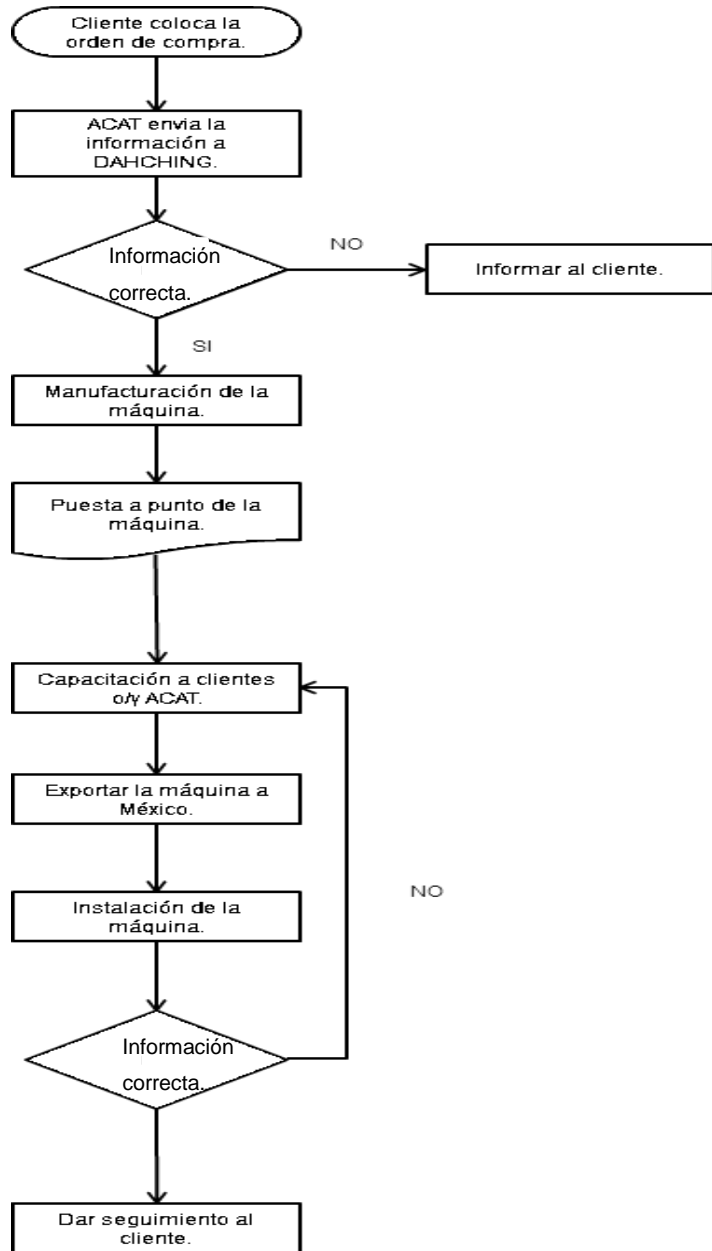 Cliente coloca la
orden de compra.
ACAT envia la
información a
DAHCHING.
Información
correcta.
NO
Informar al cliente.
SI
Manufacturación de la
máquina.
Puesta a punto de la
máquina.
Capacitación a clientes
o/y ACAT.
Exportar la máquina a
México.
NO
Instalación de la
máquina.
Información
correcta.
Dar seguimiento al
cliente.